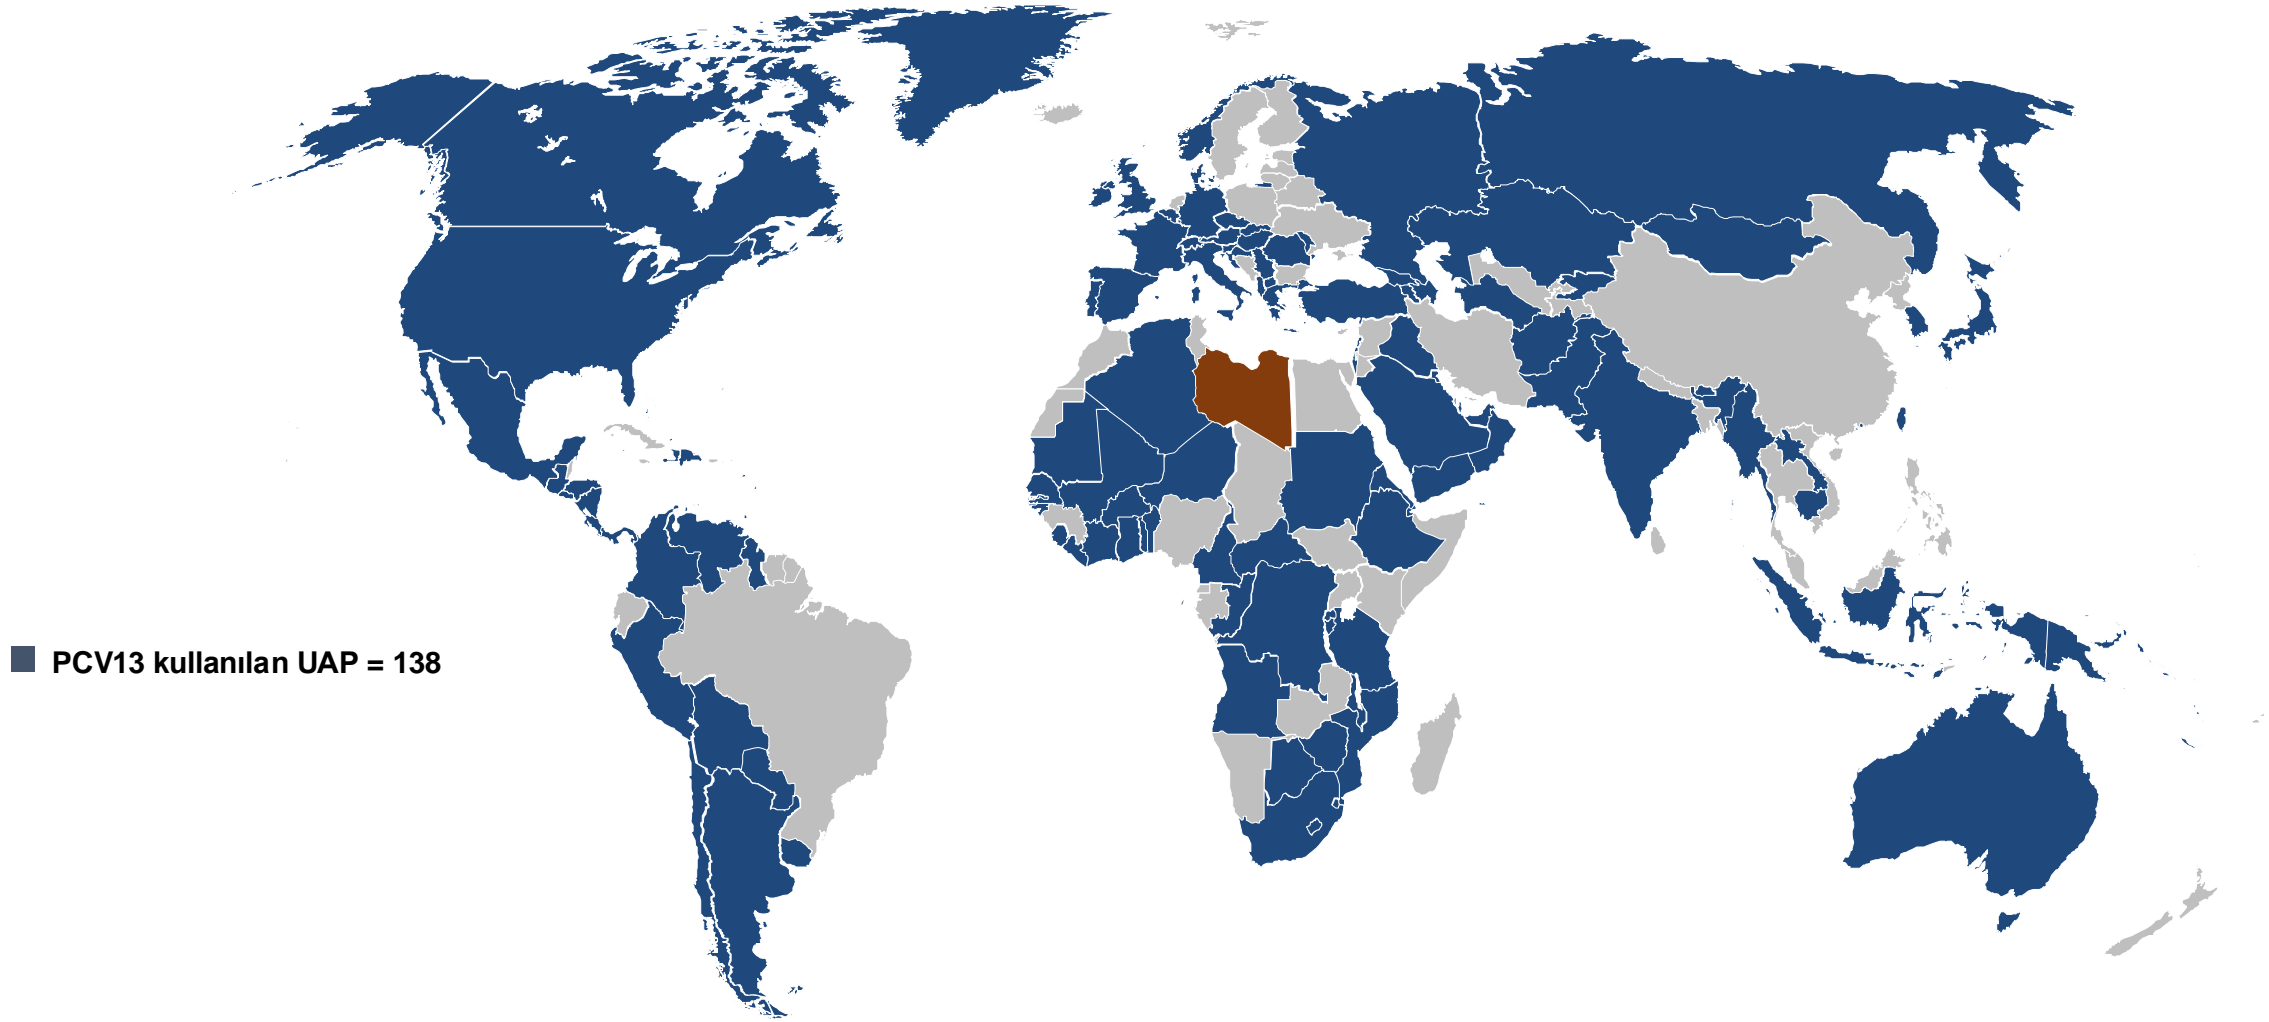 PCV13 kullanılan UAP = 138